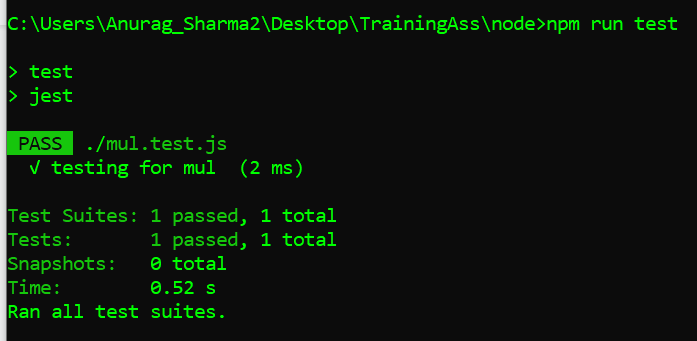 C:\Users\Anurag_Sharma2\Desktop\TrainingAss\node>npm run test
> test
> jest
PASS ./mul.test.js
√ testing for mul (2 ms)
Test Suites: 1 passed, 1 total
Tests: 1 passed, 1 total
Snapshots: 0 total
Time: 0.52 s
Ran all test suites.